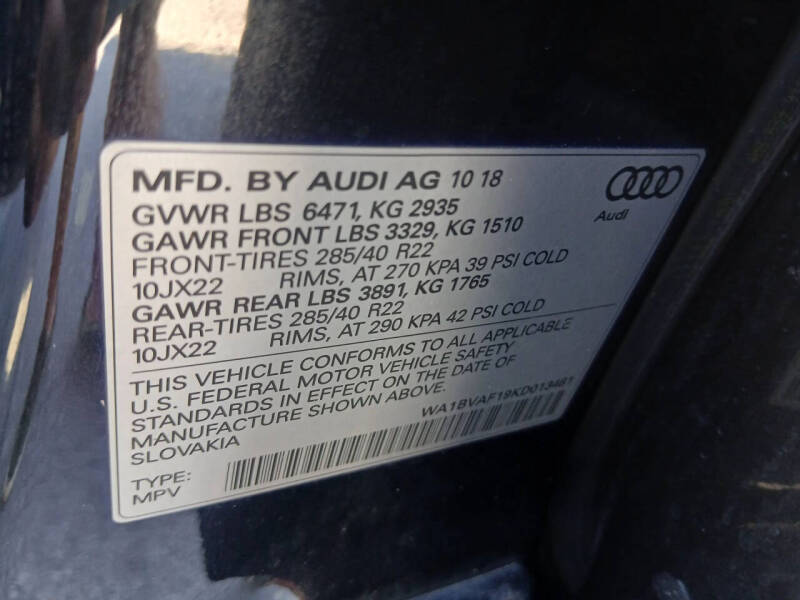 MFD. BY AUDI AG 10 18
Audi
GVWR LBS 6471, KG 2935
GAWR FRONT LBS 3329, KG 1510
FRONT-TIRES 285/40 R22
10JX22 RIMS, AT 270 KPA 39 PSI COLD
GAWR REAR LBS 3891, KG 1765
REAR-TIRES 285/40 R22
10JX22 RIMS, AT 290 KPA 42 PSI COLD
THIS VEHICLE CONFORMS TO ALL APPLICABLE
U.S. FEDERAL MOTOR VEHICLE SAFETY
STANDARDS IN EFFECT ON THE DATE OF
MANUFACTURE SHOWN ABOVE.
SLOVAKIA
WA1BVAF19KD013481
TYPE:
MPV